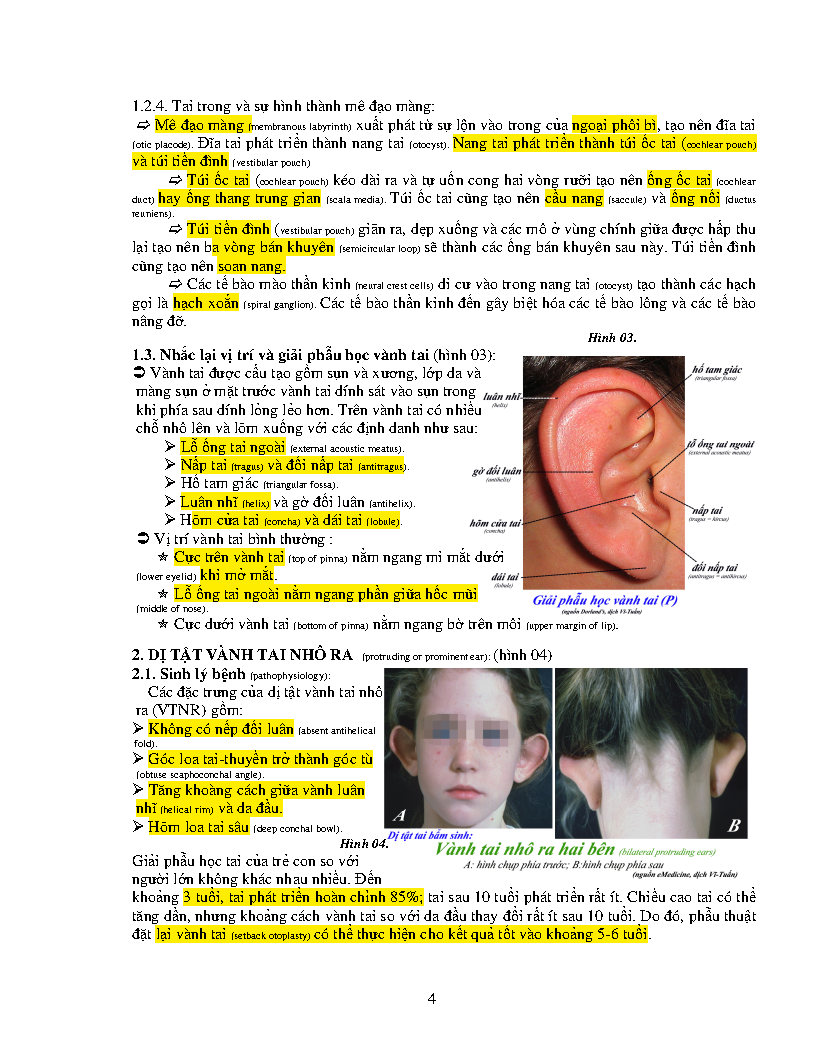 1.2.4. Tai trong và sự hình thành mê đạo màng:
⇨ Mê đạo màng (membranous labyrinth) xuất phát từ sự lộn vào trong của ngoại phôi bì, tạo nên đĩa tai
(otic placode). Đĩa tai phát triển thành nang tai (otocyst). Nang tai phát triển thành túi ốc tai (cochlear pouch)
và túi tiền đình (vestibular pouch)
⇨ Túi ốc tai (cochlear pouch) kéo dài ra và tự uốn cong hai vòng rưỡi tạo nên ống ốc tai (cochlear
duct) hay ống thang trung gian (scala media). Túi ốc tai cũng tạo nên cầu nang (saccule) và ống nối (ductus
reuniens).
⇨ Túi tiền đình (vestibular pouch) giãn ra, dẹp xuống và các mô ở vùng chính giữa được hấp thu
lại tạo nên ba vòng bán khuyên (semicircular loop) sẽ thành các ống bán khuyên sau này. Túi tiền đình
cũng tạo nên soan nang.
⇨ Các tế bào mào thần kinh (neural crest cells) di cư vào trong nang tai (otocyst) tạo thành các hạch
gọi là hạch xoắn (spiral ganglion). Các tế bào thần kinh đến gây biệt hóa các tế bào lông và các tế bào
nâng đỡ.
Hình 03.
1.3. Nhắc lại vị trí và giải phẫu học vành tai (hình 03):
➲ Vành tai được cấu tạo gồm sụn và xương, lớp da và
màng sụn ở mặt trước vành tai dính sát vào sụn trong
khi phía sau dính lỏng lẻo hơn. Trên vành tai có nhiều
chỗ nhô lên và lõm xuống với các định danh như sau:
➢ Lỗ ống tai ngoài (external acoustic meatus).
➢ Nắp tai (tragus) và đối nắp tai (antitragus).
➢ Hố tam giác (triangular fossa).
➢ Luân nhĩ (helix) và gờ đối luân (antihelix).
➢ Hõm cửa tai (concha) và dái tai (lobule).
➲ Vị trí vành tai bình thường :
✯ Cực trên vành tai (top of pinna) nằm ngang mi mắt dưới
(lower eyelid) khi mở mắt.
✯ Lỗ ống tai ngoài nằm ngang phần giữa hốc mũi
(middle of nose).
✯ Cực dưới vành tai (bottom of pinna) nằm ngang bờ trên môi (upper margin of lip).
hố tam giác
(triangular fossa)
luân nhĩ
(helix)
lỗ ống tai ngoài
(external acoustic meatus)
gờ đối luân
(antihelix)
nắp tai
(tragus = hircus)
hõm cửa tai
(concha)
đối nắp tai
(antitragus = antihircus)
dái tai
(lobule)
Giải phẫu học vành tai (P)
(nguồn Dorland's, dịch Vĩ-Tuấn)
2. DỊ TẬT VÀNH TAI NHÔ RA (protruding or prominent ear): (hình 04)
2.1. Sinh lý bệnh (pathophysiology):
Các đặc trưng của dị tật vành tai nhô
ra (VTNR) gồm:
➢ Không có nếp đối luân (absent antihelical
fold).
➢ Góc loa tai-thuyền trở thành góc tù
(obtuse scaphoconchal angle).
➢ Tăng khoảng cách giữa vành luân
nhĩ (helical rim) và da đầu.
➢ Hõm loa tai sâu (deep conchal bowl).
A
B
Hình 04.
Dị tật tai bẩm sinh:
Vành tai nhô ra hai bên (bilateral protruding ears)
A: hình chụp phía trước; B:hình chụp phía sau
(nguồn eMedicine, dịch Vĩ-Tuấn)
Giải phẫu học tai của trẻ con so với
người lớn không khác nhau nhiều. Đến
khoảng 3 tuổi, tai phát triển hoàn chỉnh 85%; tai sau 10 tuổi phát triển rất ít. Chiều cao tai có thể
tăng dần, nhưng khoảng cách vành tai so với da đầu thay đổi rất ít sau 10 tuổi. Do đó, phẫu thuật
đặt lại vành tai (setback otoplasty) có thể thực hiện cho kết quả tốt vào khoảng 5-6 tuổi.
4